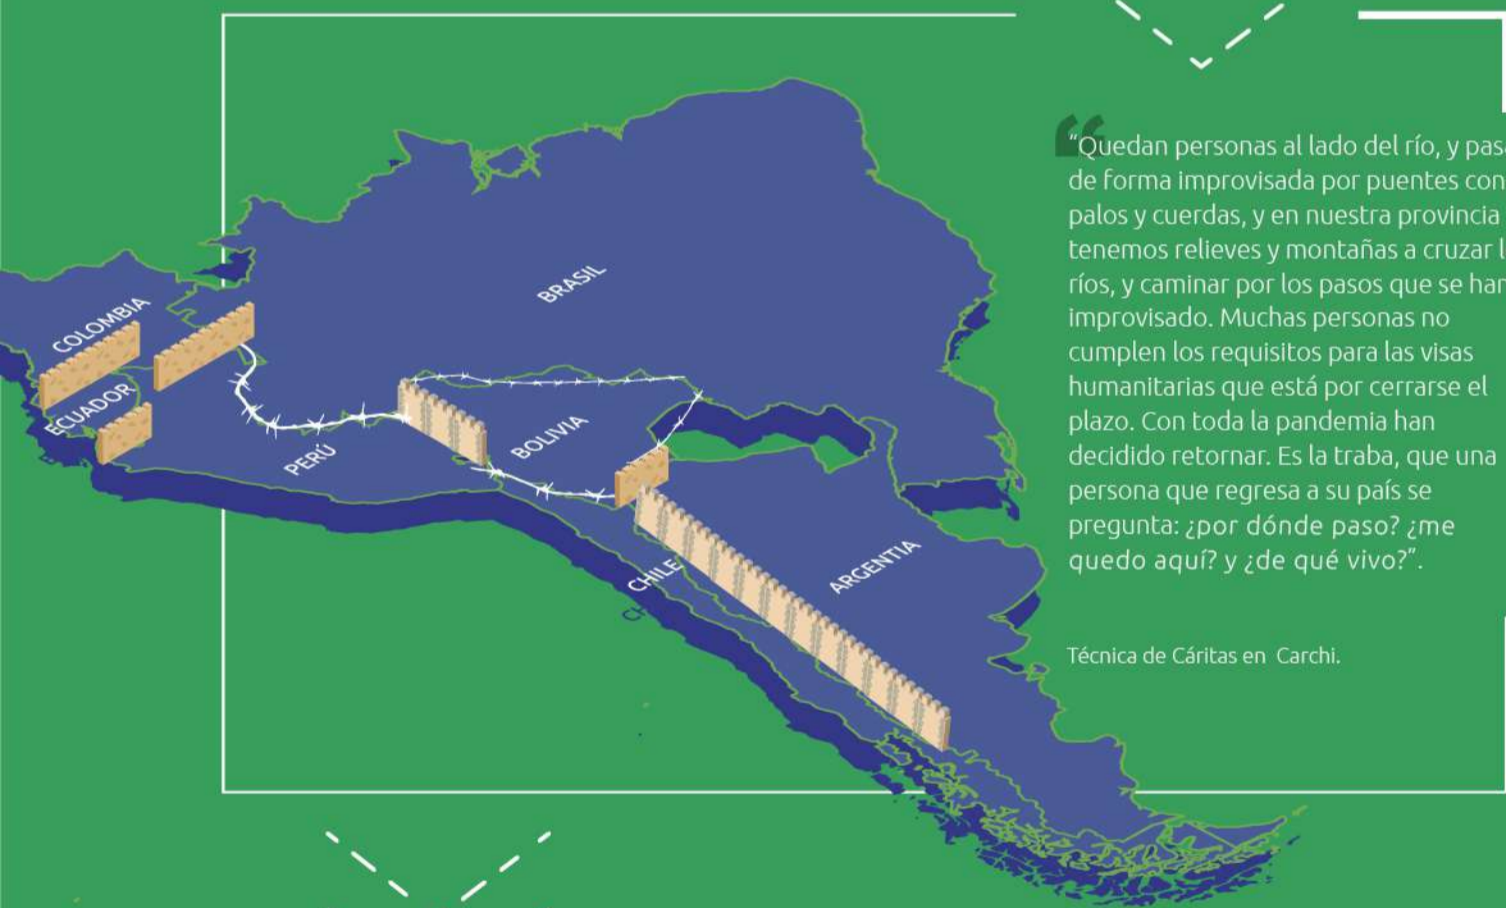 COLOMBIA
ECUADOR
PERÚ
BRASIL
BOLIVIA
CHILE
ARGENTIA
“Quedan personas al lado del río, y pasa
de forma improvisada por puentes con
palos y cuerdas, y en nuestra provincia
tenemos relieves y montañas a cruzar l
ríos, y caminar por los pasos que se han
improvisado. Muchas personas no
cumplen los requisitos para las visas
humanitarias que está por cerrarse el
plazo. Con toda la pandemia han
decidido retornar. Es la traba, que una
persona que regresa a su país se
pregunta: ¿por dónde paso? ¿me
quedo aquí? y ¿de qué vivo?”.
Técnica de Cáritas en Carchi.